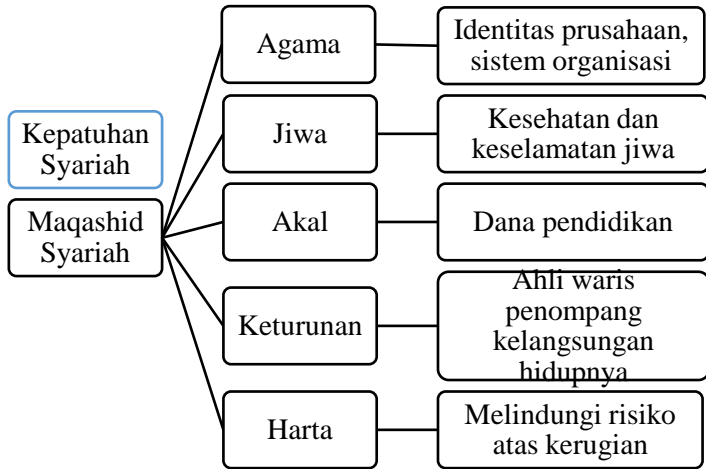 Agama
Identitas prusahaan,
sistem organisasi
Kepatuhan
Syariah
Jiwa
Kesehatan dan
keselamatan jiwa
Maqashid
Syariah
Akal
Dana pendidikan
Keturunan
Ahli waris
penompang
kelangsungan
hidupnya
Harta
Melindungi risiko
atas kerugian